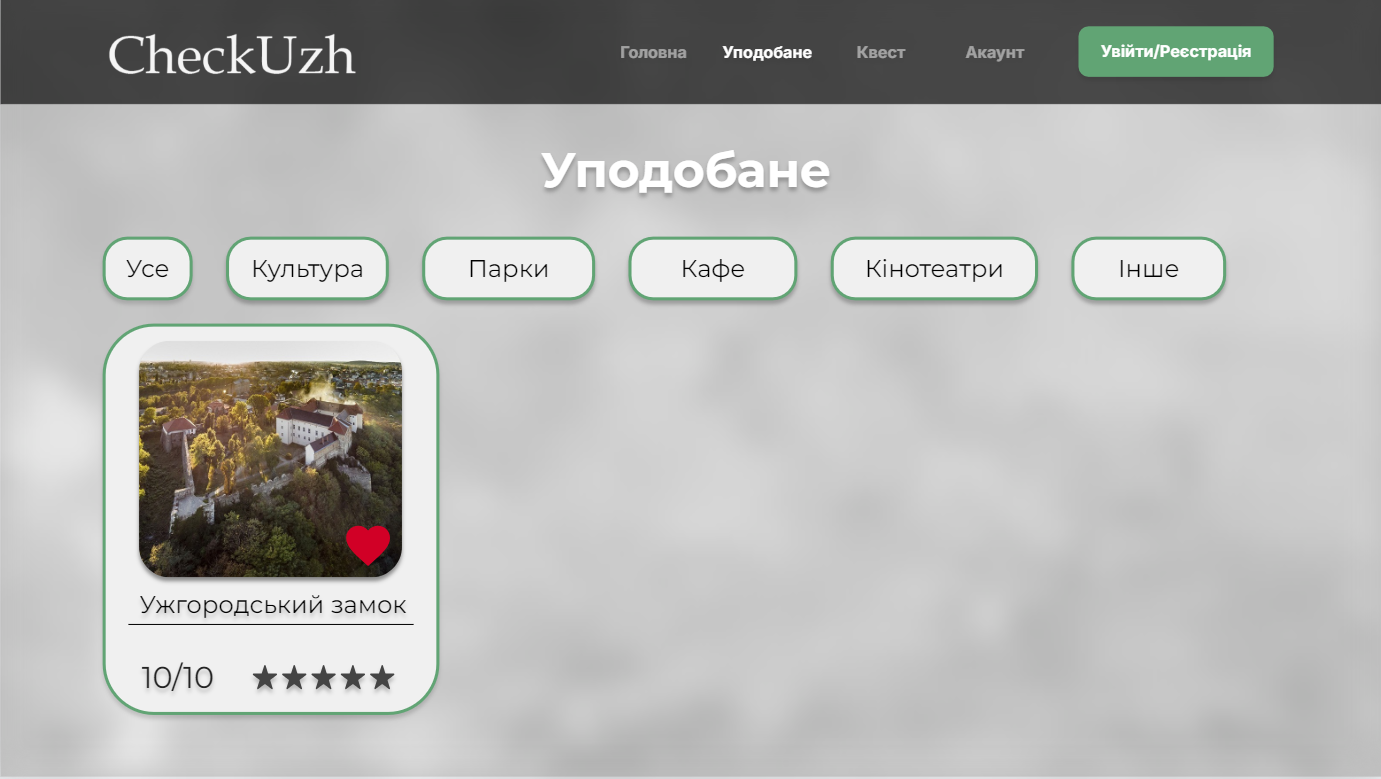 CheckUzh
Головна Уподобане Квест Акаунт Увійти/Реєстрація
Уподобане
Усе Культура Парки Кафе Кінотеатри Інше
Ужгородський замок
10/10